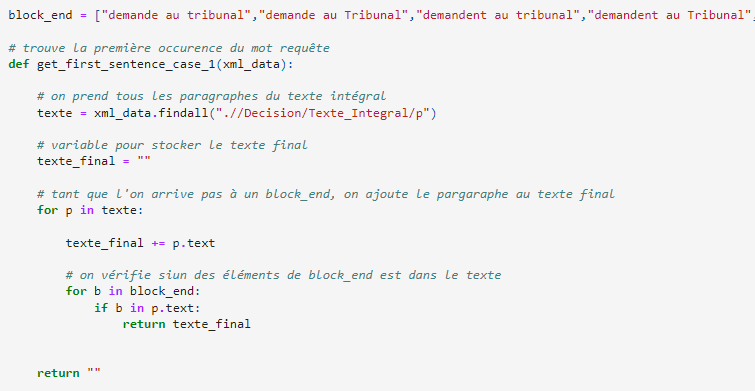 block_end = ["demande au tribunal","demande au Tribunal","demandent au tribunal","demandent au Tribunal",
# trouve la première occurence du mot requête
def get_first_sentence_case_1(xml_data):
# on prend tous les paragraphes du texte intégral
texte = xml_data.findall(".//Decision/Texte_Integral/p")
# variable pour stocker le texte final
texte_final = ""
# tant que l'on arrive pas à un block_end, on ajoute le pargaraphe au texte final
for p in texte:
texte_final += p.text
# on vérifie siun des éléments de block_end est dans le texte
for b in block_end:
if b in p.text:
return texte_final
return ""